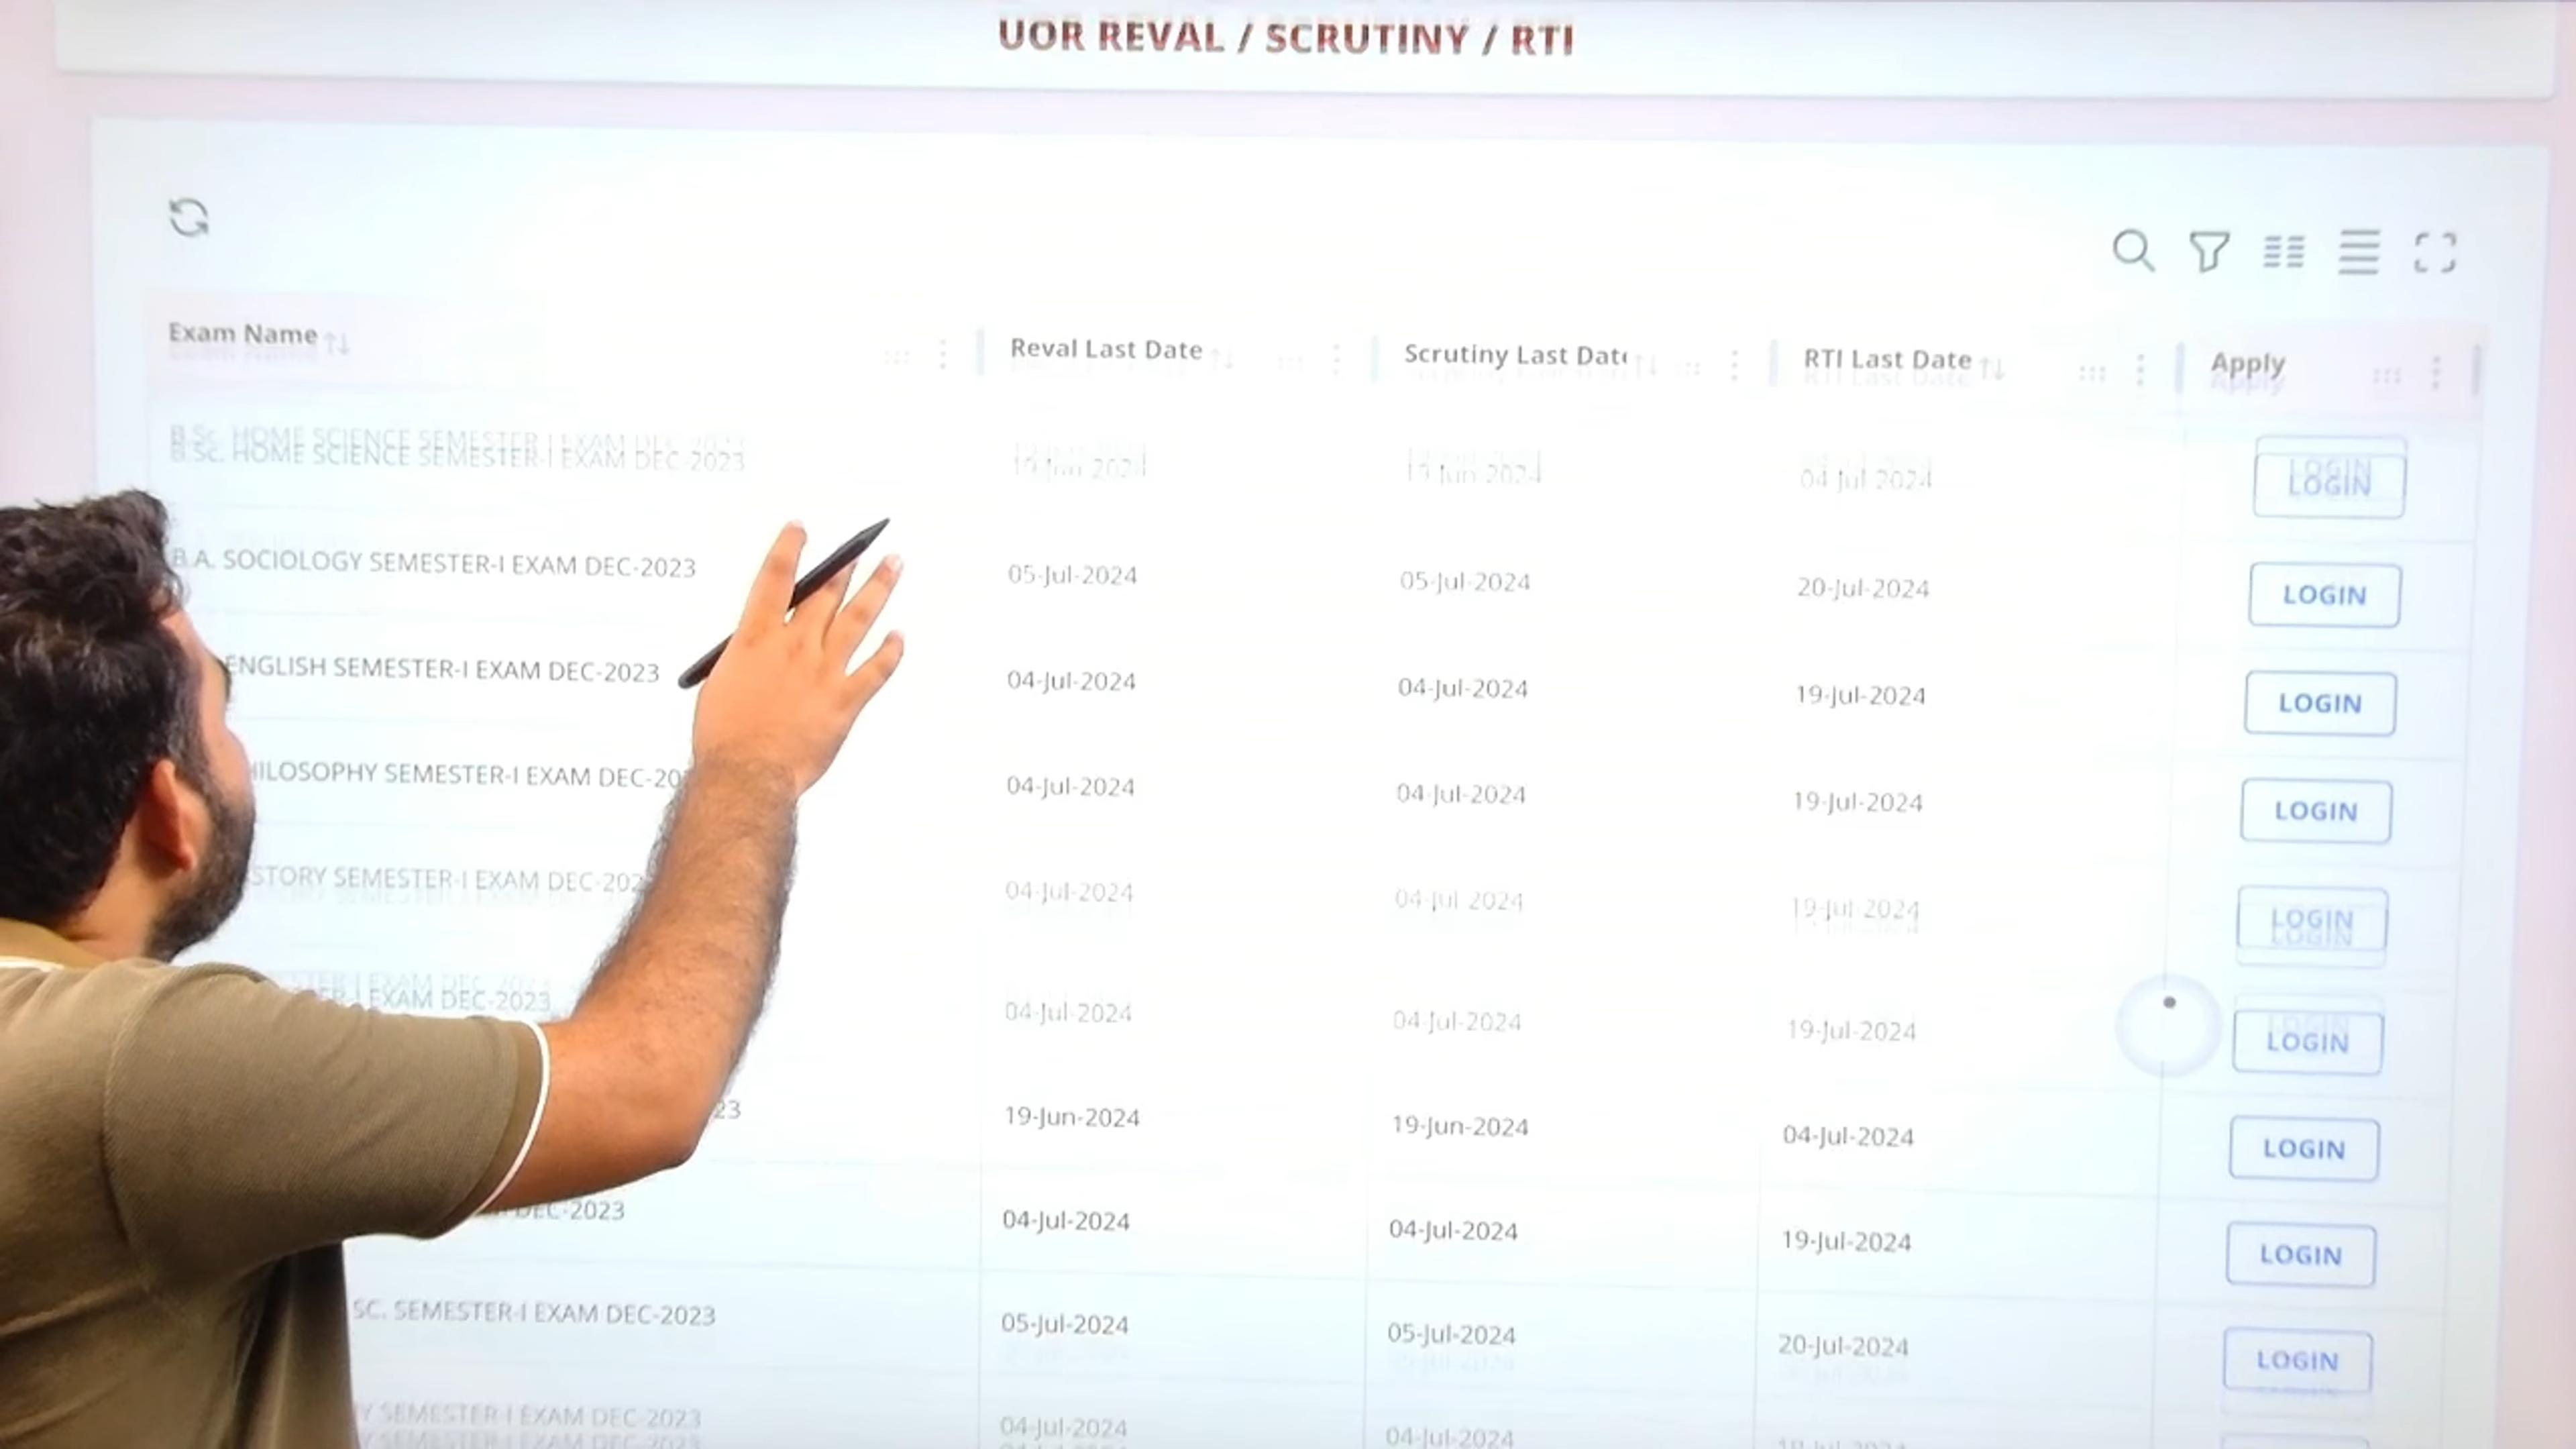 UOR REVAL / SCRUTINY / RTI
Exam Name Reval Last Date Scrutiny Last Date RTI Last Date Apply
B.Sc. HOME SCIENCE SEMESTER-I EXAM DEC-2023 19-Jun-2024 19-Jun-2024 04-Jul-2024 LOGIN
B.A. SOCIOLOGY SEMESTER-I EXAM DEC-2023 05-Jul-2024 05-Jul-2024 20-Jul-2024 LOGIN
ENGLISH SEMESTER-I EXAM DEC-2023 04-Jul-2024 04-Jul-2024 19-Jul-2024 LOGIN
SEMESTER-I EXAM 04-Jul-2024 04-Jul-2024 19-Jul-2024 LOGIN
SEMESTER-I EXAM 04-Jul-2024 04-Jul-2024 19-Jul-2024 LOGIN
EXAM DEC-2023 04-Jul-2024 04-Jul-2024 19-Jul-2024 LOGIN
19-Jun-2024 19-Jun-2024 04-Jul-2024 LOGIN
DEC-2023 04-Jul-2024 04-Jul-2024 19-Jul-2024 LOGIN
SC. SEMESTER-I EXAM DEC-2023 05-Jul-2024 05-Jul-2024 20-Jul-2024 LOGIN
SEMESTER-I EXAM DEC-2023 04-Jul-2024 04-Jul-2024